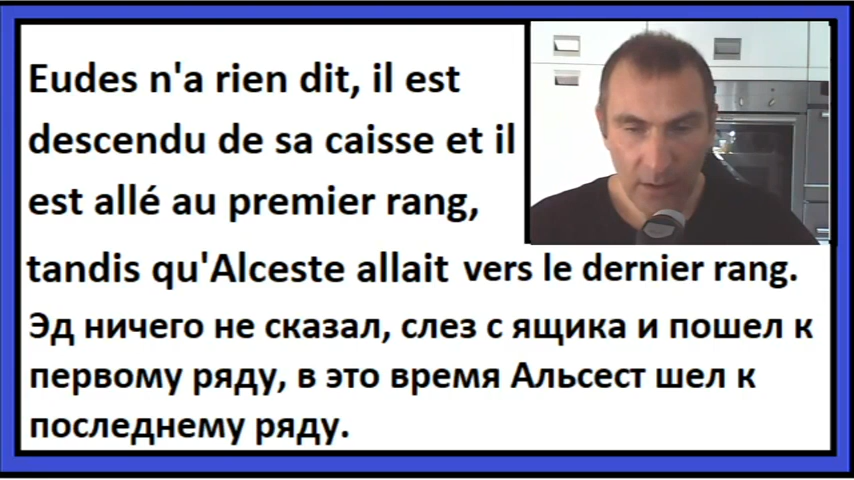 Eudes n'a rien dit, il est
descendu de sa caisse et il
est allé au premier rang,
tandis qu'Alceste allait vers le dernier rang.
Эд ничего не сказал, слез с ящика и пошел к
первому ряду, в это время Альсест шел к
последнему ряду.